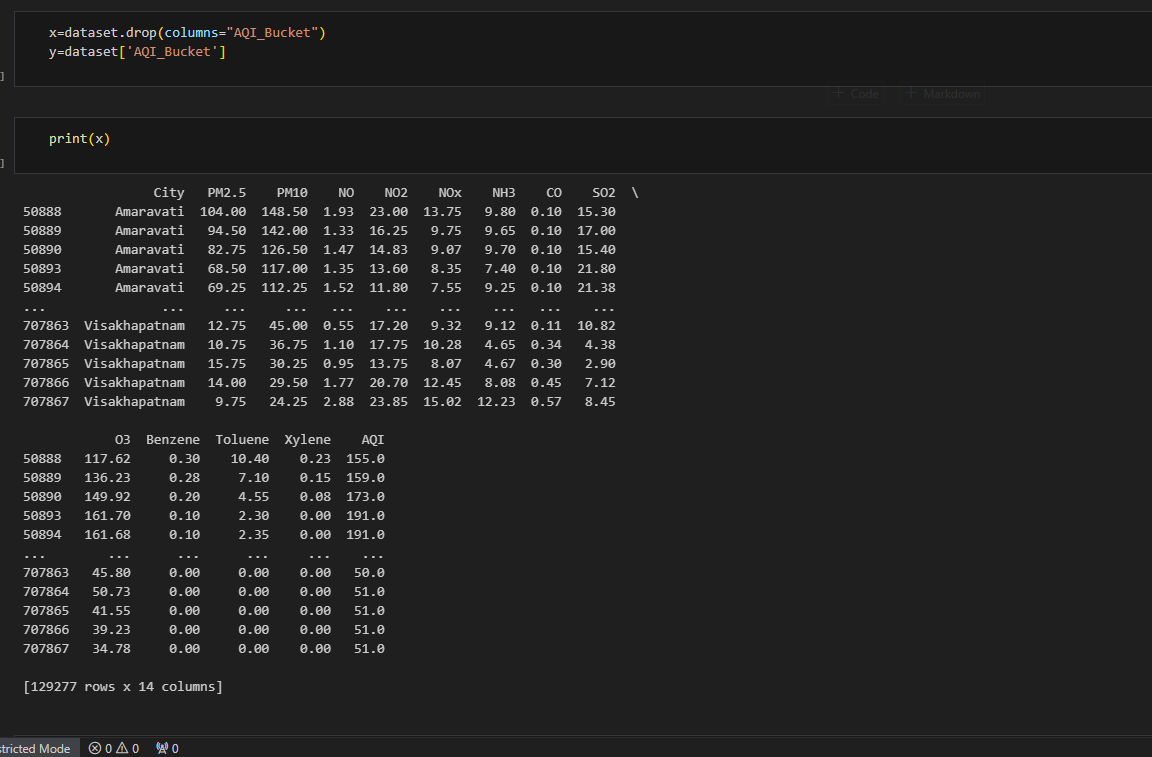 x=dataset.drop(columns="AQI_Bucket")
y=dataset['AQI_Bucket']
]
+ Code + Markdown
print(x)
]
City PM2.5 PM10 NO NO2 NOx NH3 CO SO2 \
50888 Amaravati 104.00 148.50 1.93 23.00 13.75 9.80 0.10 15.30
50889 Amaravati 94.50 142.00 1.33 16.25 9.75 9.65 0.10 17.00
50890 Amaravati 82.75 126.50 1.47 14.83 9.07 9.70 0.10 15.40
50893 Amaravati 68.50 117.00 1.35 13.60 8.35 7.40 0.10 21.80
50894 Amaravati 69.25 112.25 1.52 11.80 7.55 9.25 0.10 21.38
... ... ... ... ... ... ... ... ... ...
707863 Visakhapatnam 12.75 45.00 0.55 17.20 9.32 9.12 0.11 10.82
707864 Visakhapatnam 10.75 36.75 1.10 17.75 10.28 4.65 0.34 4.38
707865 Visakhapatnam 15.75 30.25 0.95 13.75 8.07 4.67 0.30 2.90
707866 Visakhapatnam 14.00 29.50 1.77 20.70 12.45 8.08 0.45 7.12
707867 Visakhapatnam 9.75 24.25 2.88 23.85 15.02 12.23 0.57 8.45
O3 Benzene Toluene Xylene AQI
50888 117.62 0.30 10.40 0.23 155.0
50889 136.23 0.28 7.10 0.15 159.0
50890 149.92 0.20 4.55 0.08 173.0
50893 161.70 0.10 2.30 0.00 191.0
50894 161.68 0.10 2.35 0.00 191.0
... ... ... ... ... ...
707863 45.80 0.00 0.00 0.00 50.0
707864 50.73 0.00 0.00 0.00 51.0
707865 41.55 0.00 0.00 0.00 51.0
707866 39.23 0.00 0.00 0.00 51.0
707867 34.78 0.00 0.00 0.00 51.0
[129277 rows x 14 columns]
stricted Mode 0 0 0